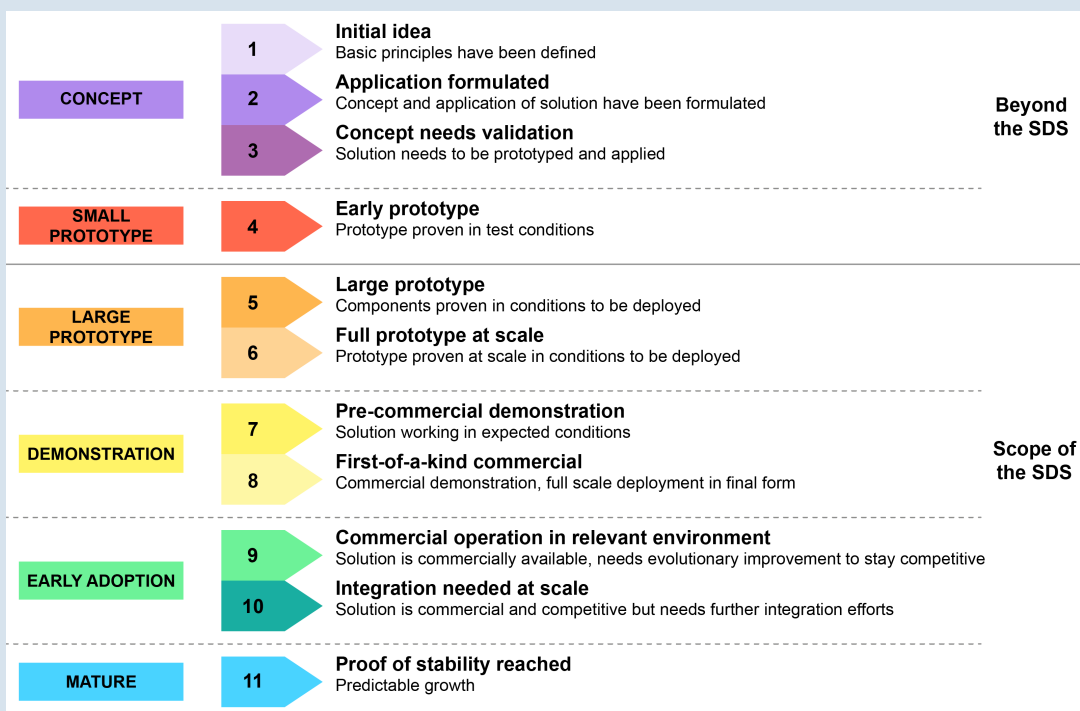 CONCEPT
1
Initial idea
Basic principles have been defined
2
Application formulated
Concept and application of solution have been formulated
3
Concept needs validation
Solution needs to be prototyped and applied
Beyond
the SDS
SMALL
PROTOTYPE
4
Early prototype
Prototype proven in test conditions
LARGE
PROTOTYPE
5
Large prototype
Components proven in conditions to be deployed
6
Full prototype at scale
Prototype proven at scale in conditions to be deployed
DEMONSTRATION
7
Pre-commercial demonstration
Solution working in expected conditions
8
First-of-a-kind commercial
Commercial demonstration, full scale deployment in final form
Scope of
the SDS
EARLY ADOPTION
9
Commercial operation in relevant environment
Solution is commercially available, needs evolutionary improvement to stay competitive
10
Integration needed at scale
Solution is commercial and competitive but needs further integration efforts
MATURE
11
Proof of stability reached
Predictable growth